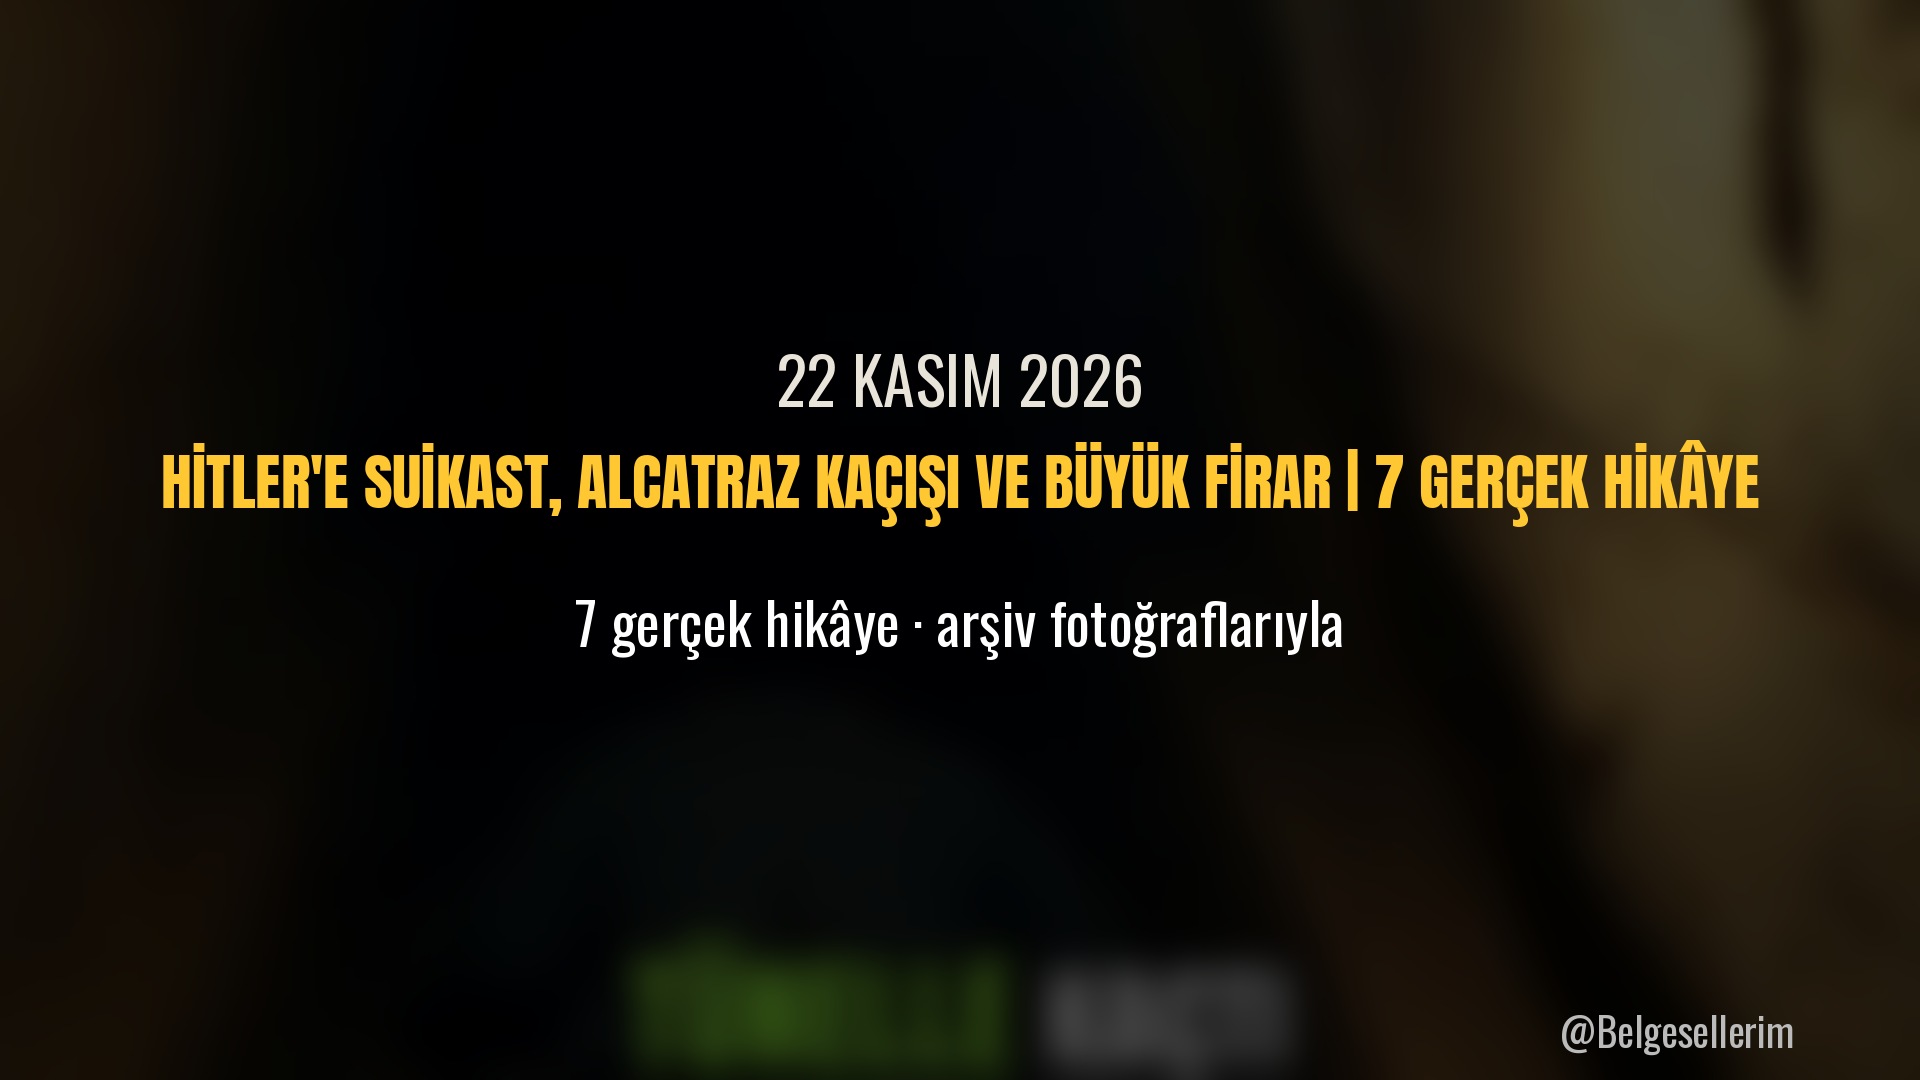 22 KASIM 2026
HİTLER'E SUİKAST, ALCATRAZ KAÇIŞI VE BÜYÜK FİRAR | 7 GERÇEK HİKÂYE
7 gerçek hikâye · arşiv fotoğraflarıyla
@Belgesellerim